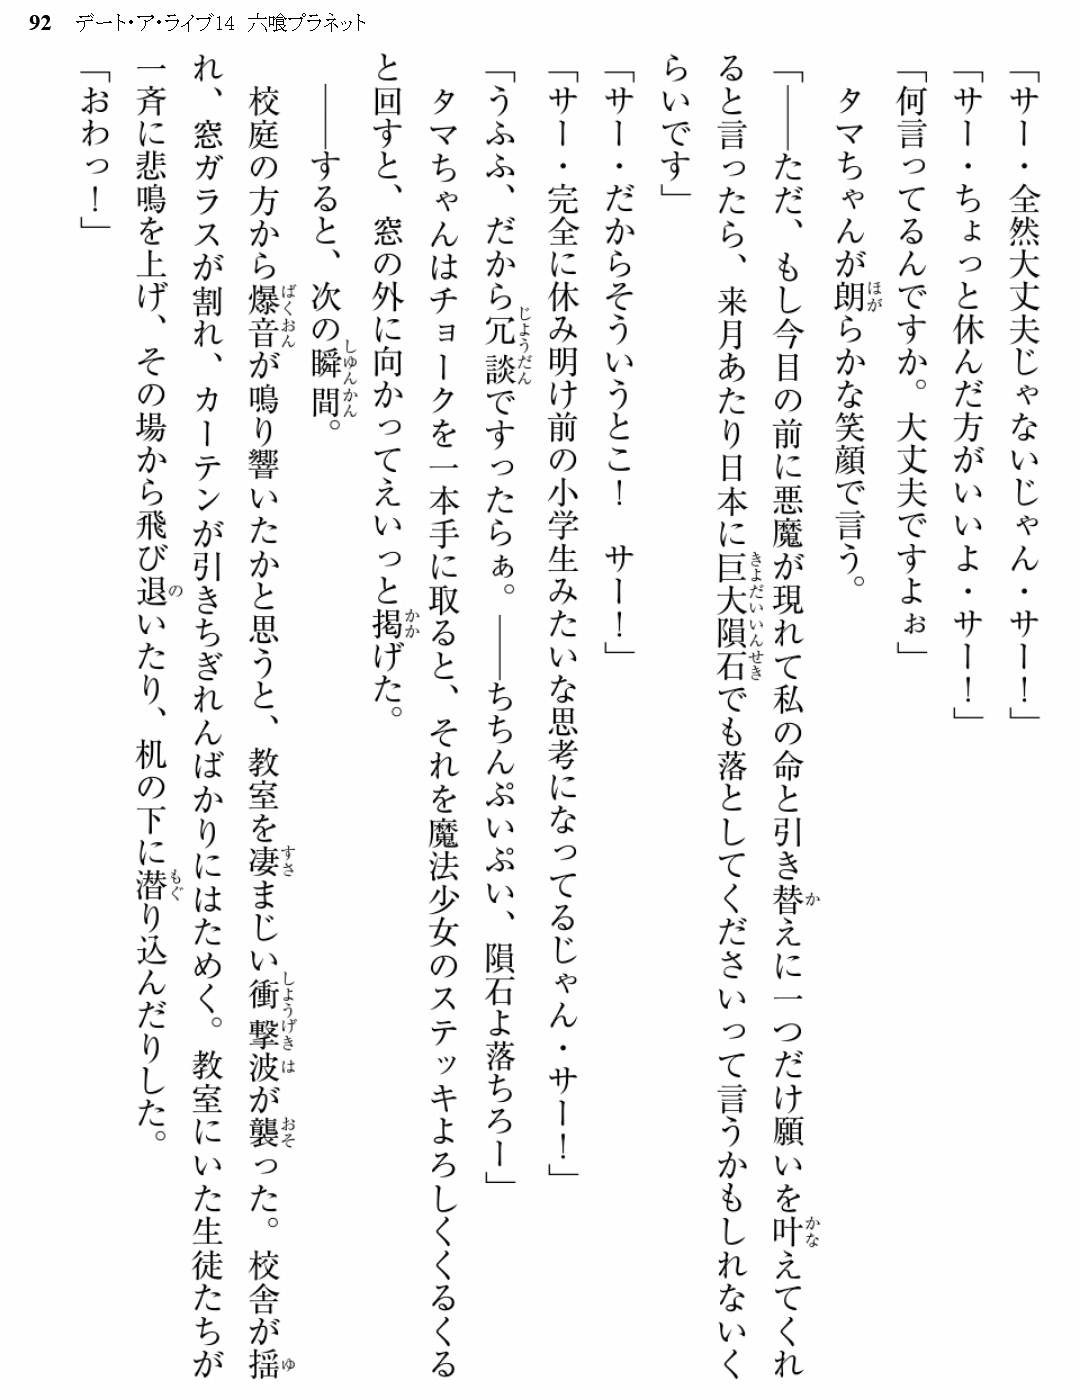 92 デート・ア・ライブ14 六喰プラネット
「サー・全然大丈夫じゃないじゃん・サー！」
「サー・ちょっと休んだ方がいいよ・サー！」
「何言ってるんですか。大丈夫ですよぉ」
　タマちゃんが朗らかな笑顔で言う。
「――ただ、もし今目の前に悪魔が現れて私の命と引き替えに一つだけ願いを叶えてくれ
ると言ったら、来月あたり日本に巨大隕石でも落としてくださいって言うかもしれないく
らいです」
「サー・だからそういうとこ！　サー！」
「サー・完全に休み明け前の小学生みたいな思考になってるじゃん・サー！」
「うふふ、だから冗談ですったらぁ。――ちちんぷいぷい、隕石よ落ちろー」
　タマちゃんはチョークを一本手に取ると、それを魔法少女のステッキよろしくくるくる
と回すと、窓の外に向かってえいっと掲げた。
　――すると、次の瞬間。
　校庭の方から爆音が鳴り響いたかと思うと、教室を凄まじい衝撃波が襲った。校舎が揺
れ、窓ガラスが割れ、カーテンが引きちぎれんばかりにはためく。教室にいた生徒たちが
一斉に悲鳴を上げ、その場から飛び退いたり、机の下に潜り込んだりした。
「おわっ！」